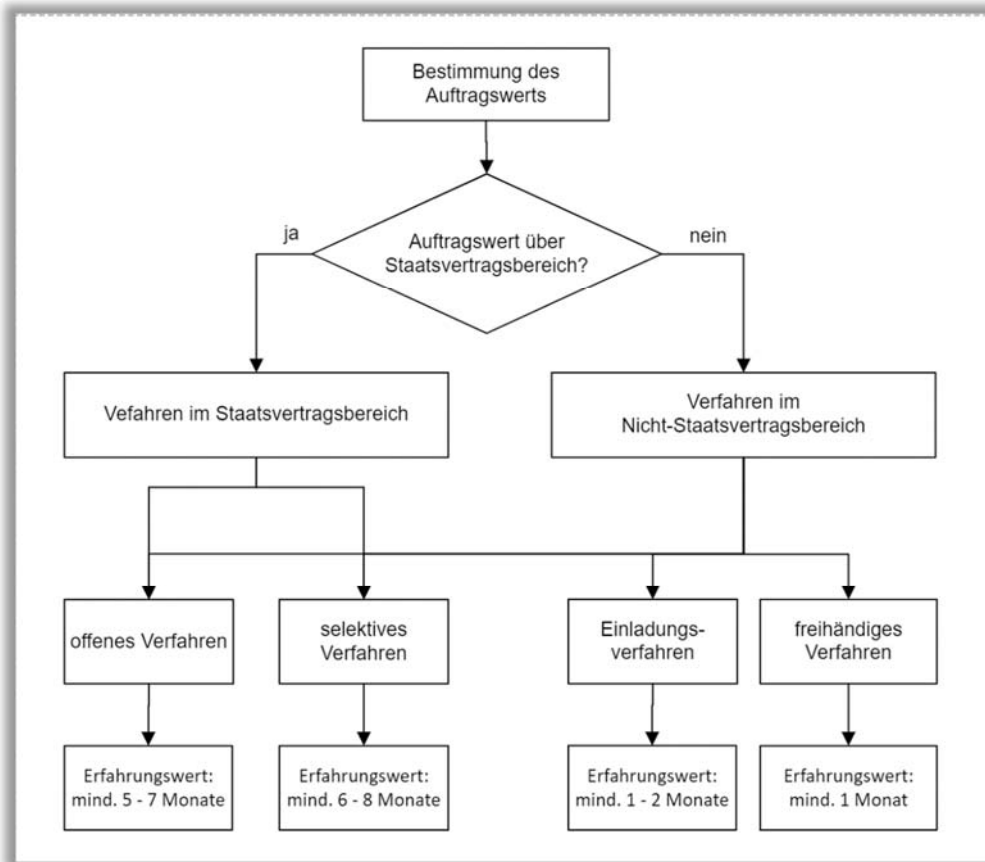 Bestimmung des
Auftragswerts
ja
Auftragswert über
Staatsvertragsbereich?
nein
Vefahren im Staatsvertragsbereich
Verfahren im
Nicht-Staatsvertragsbereich
offenes Verfahren
selektives
Verfahren
Einladungs-
verfahren
freihändiges
Verfahren
Erfahrungswert:
mind. 5 - 7 Monate
Erfahrungswert:
mind. 6 - 8 Monate
Erfahrungswert:
mind. 1 - 2 Monate
Erfahrungswert:
mind. 1 Monat